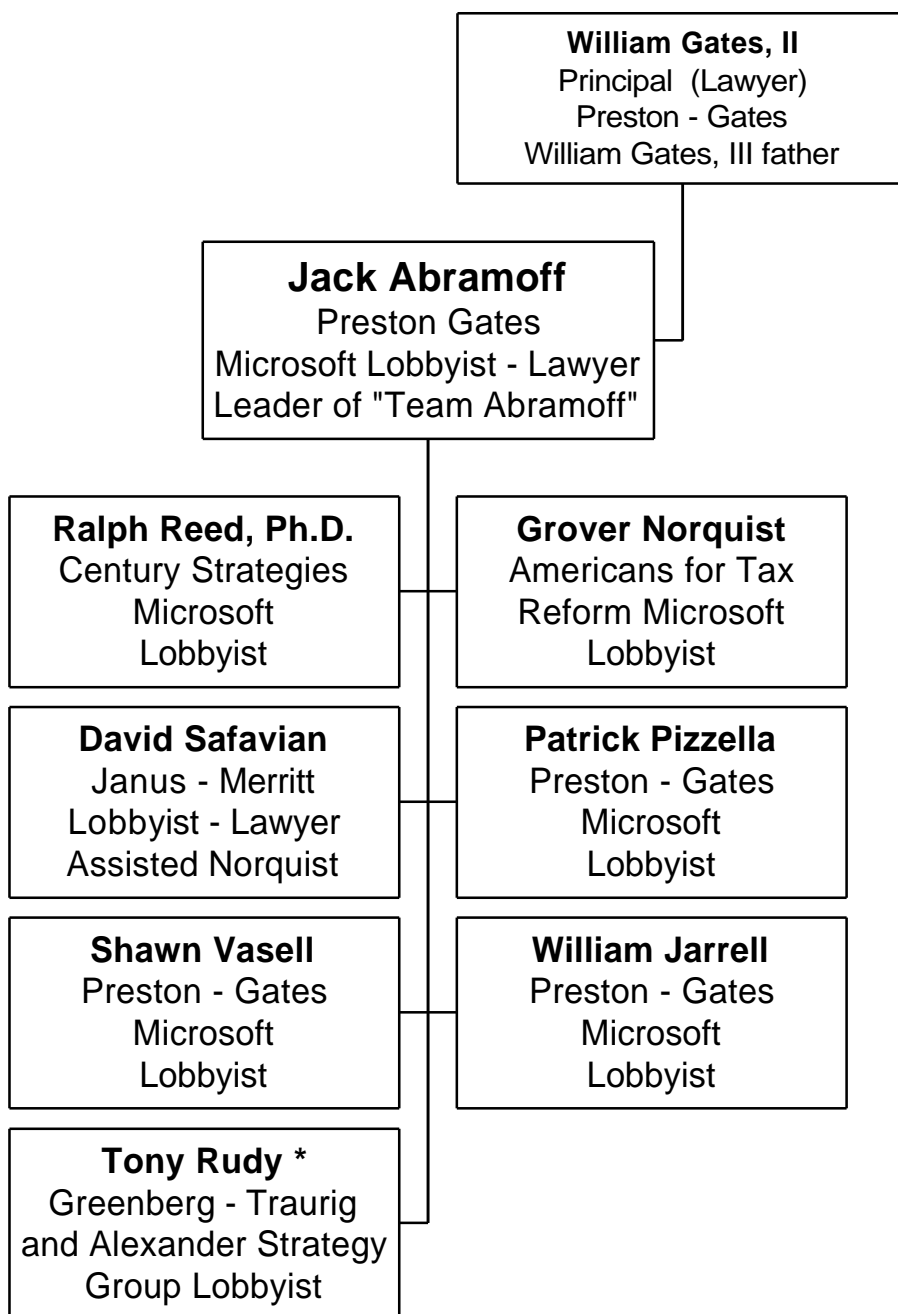 William Gates, II
Principal (Lawyer)
Preston - Gates
William Gates, III father
Jack Abramoff
Preston Gates
Microsoft Lobbyist - Lawyer
Leader of "Team Abramoff"
Ralph Reed, Ph.D.
Century Strategies
Microsoft
Lobbyist
Grover Norquist
Americans for Tax
Reform Microsoft
Lobbyist
David Safavian
Janus - Merritt
Lobbyist - Lawyer
Assisted Norquist
Patrick Pizzella
Preston - Gates
Microsoft
Lobbyist
Shawn Vasell
Preston - Gates
Microsoft
Lobbyist
William Jarrell
Preston - Gates
Microsoft
Lobbyist
Tony Rudy *
Greenberg - Traurig
and Alexander Strategy
Group Lobbyist